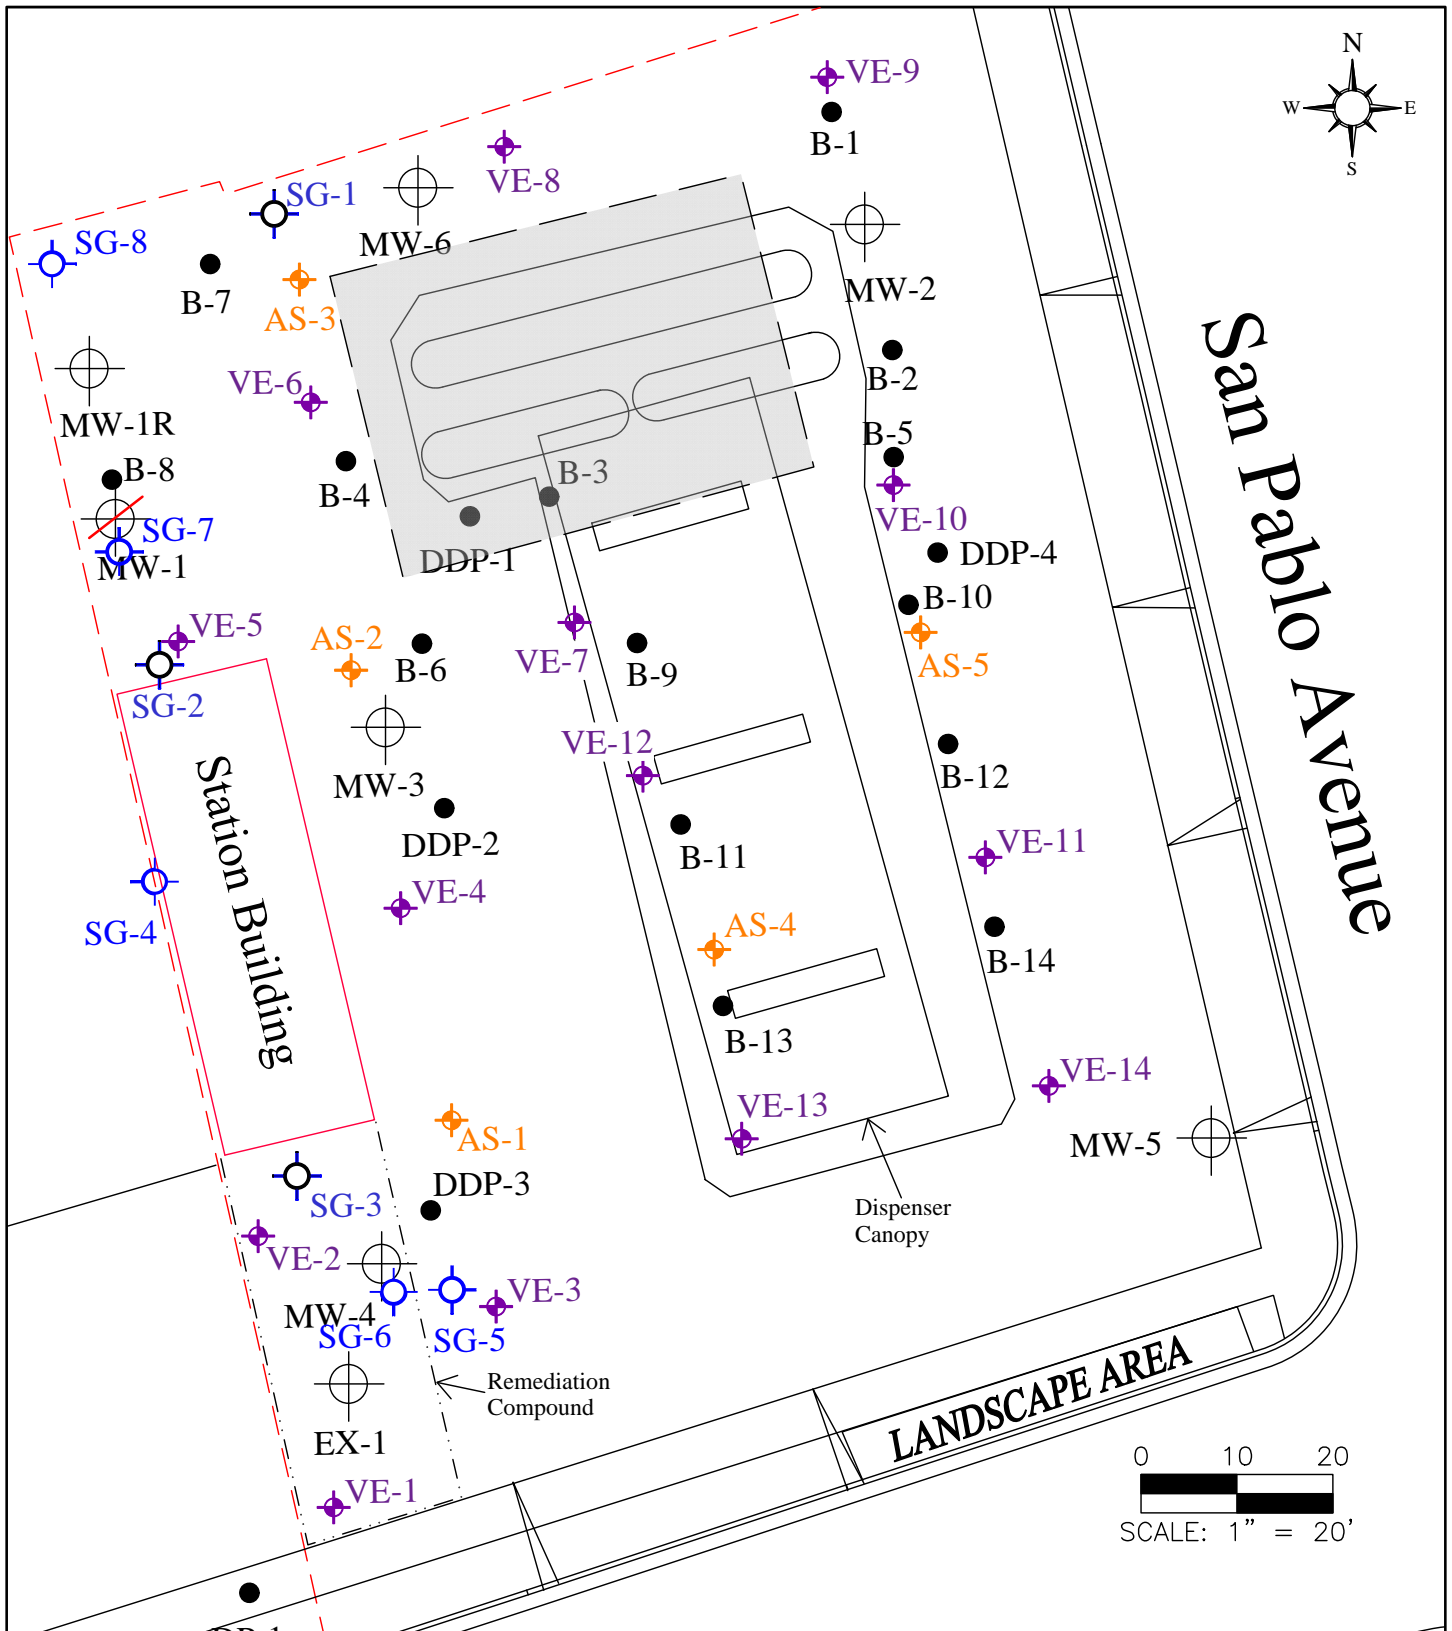 N
VE-9
W
E
B-1
S
VE-8
SG-1
MW-6
SG-8
B-7
MW-2
AS-3
San Pablo Avenue
B-2
VE-6
MW-1R
B-5
B-8
B-3
B-4
SG-7
VE-10
MW-1
DDP-1
DDP-4
B-10
VE-5
AS-2
B-6
VE-7
B-9
AS-5
SG-2
VE-12
B-12
MW-3
Station Building
DDP-2
B-11
VE-11
VE-4
SG-4
AS-4
B-14
B-13
VE-14
VE-13
AS-1
MW-5
DDP-3
SG-3
Dispenser
Canopy
VE-2
VE-3
MW-4
SG-6
SG-5
Remediation
Compound
LANDSCAPE AREA
EX-1
0 10 20
VE-1
SCALE: 1" = 20'